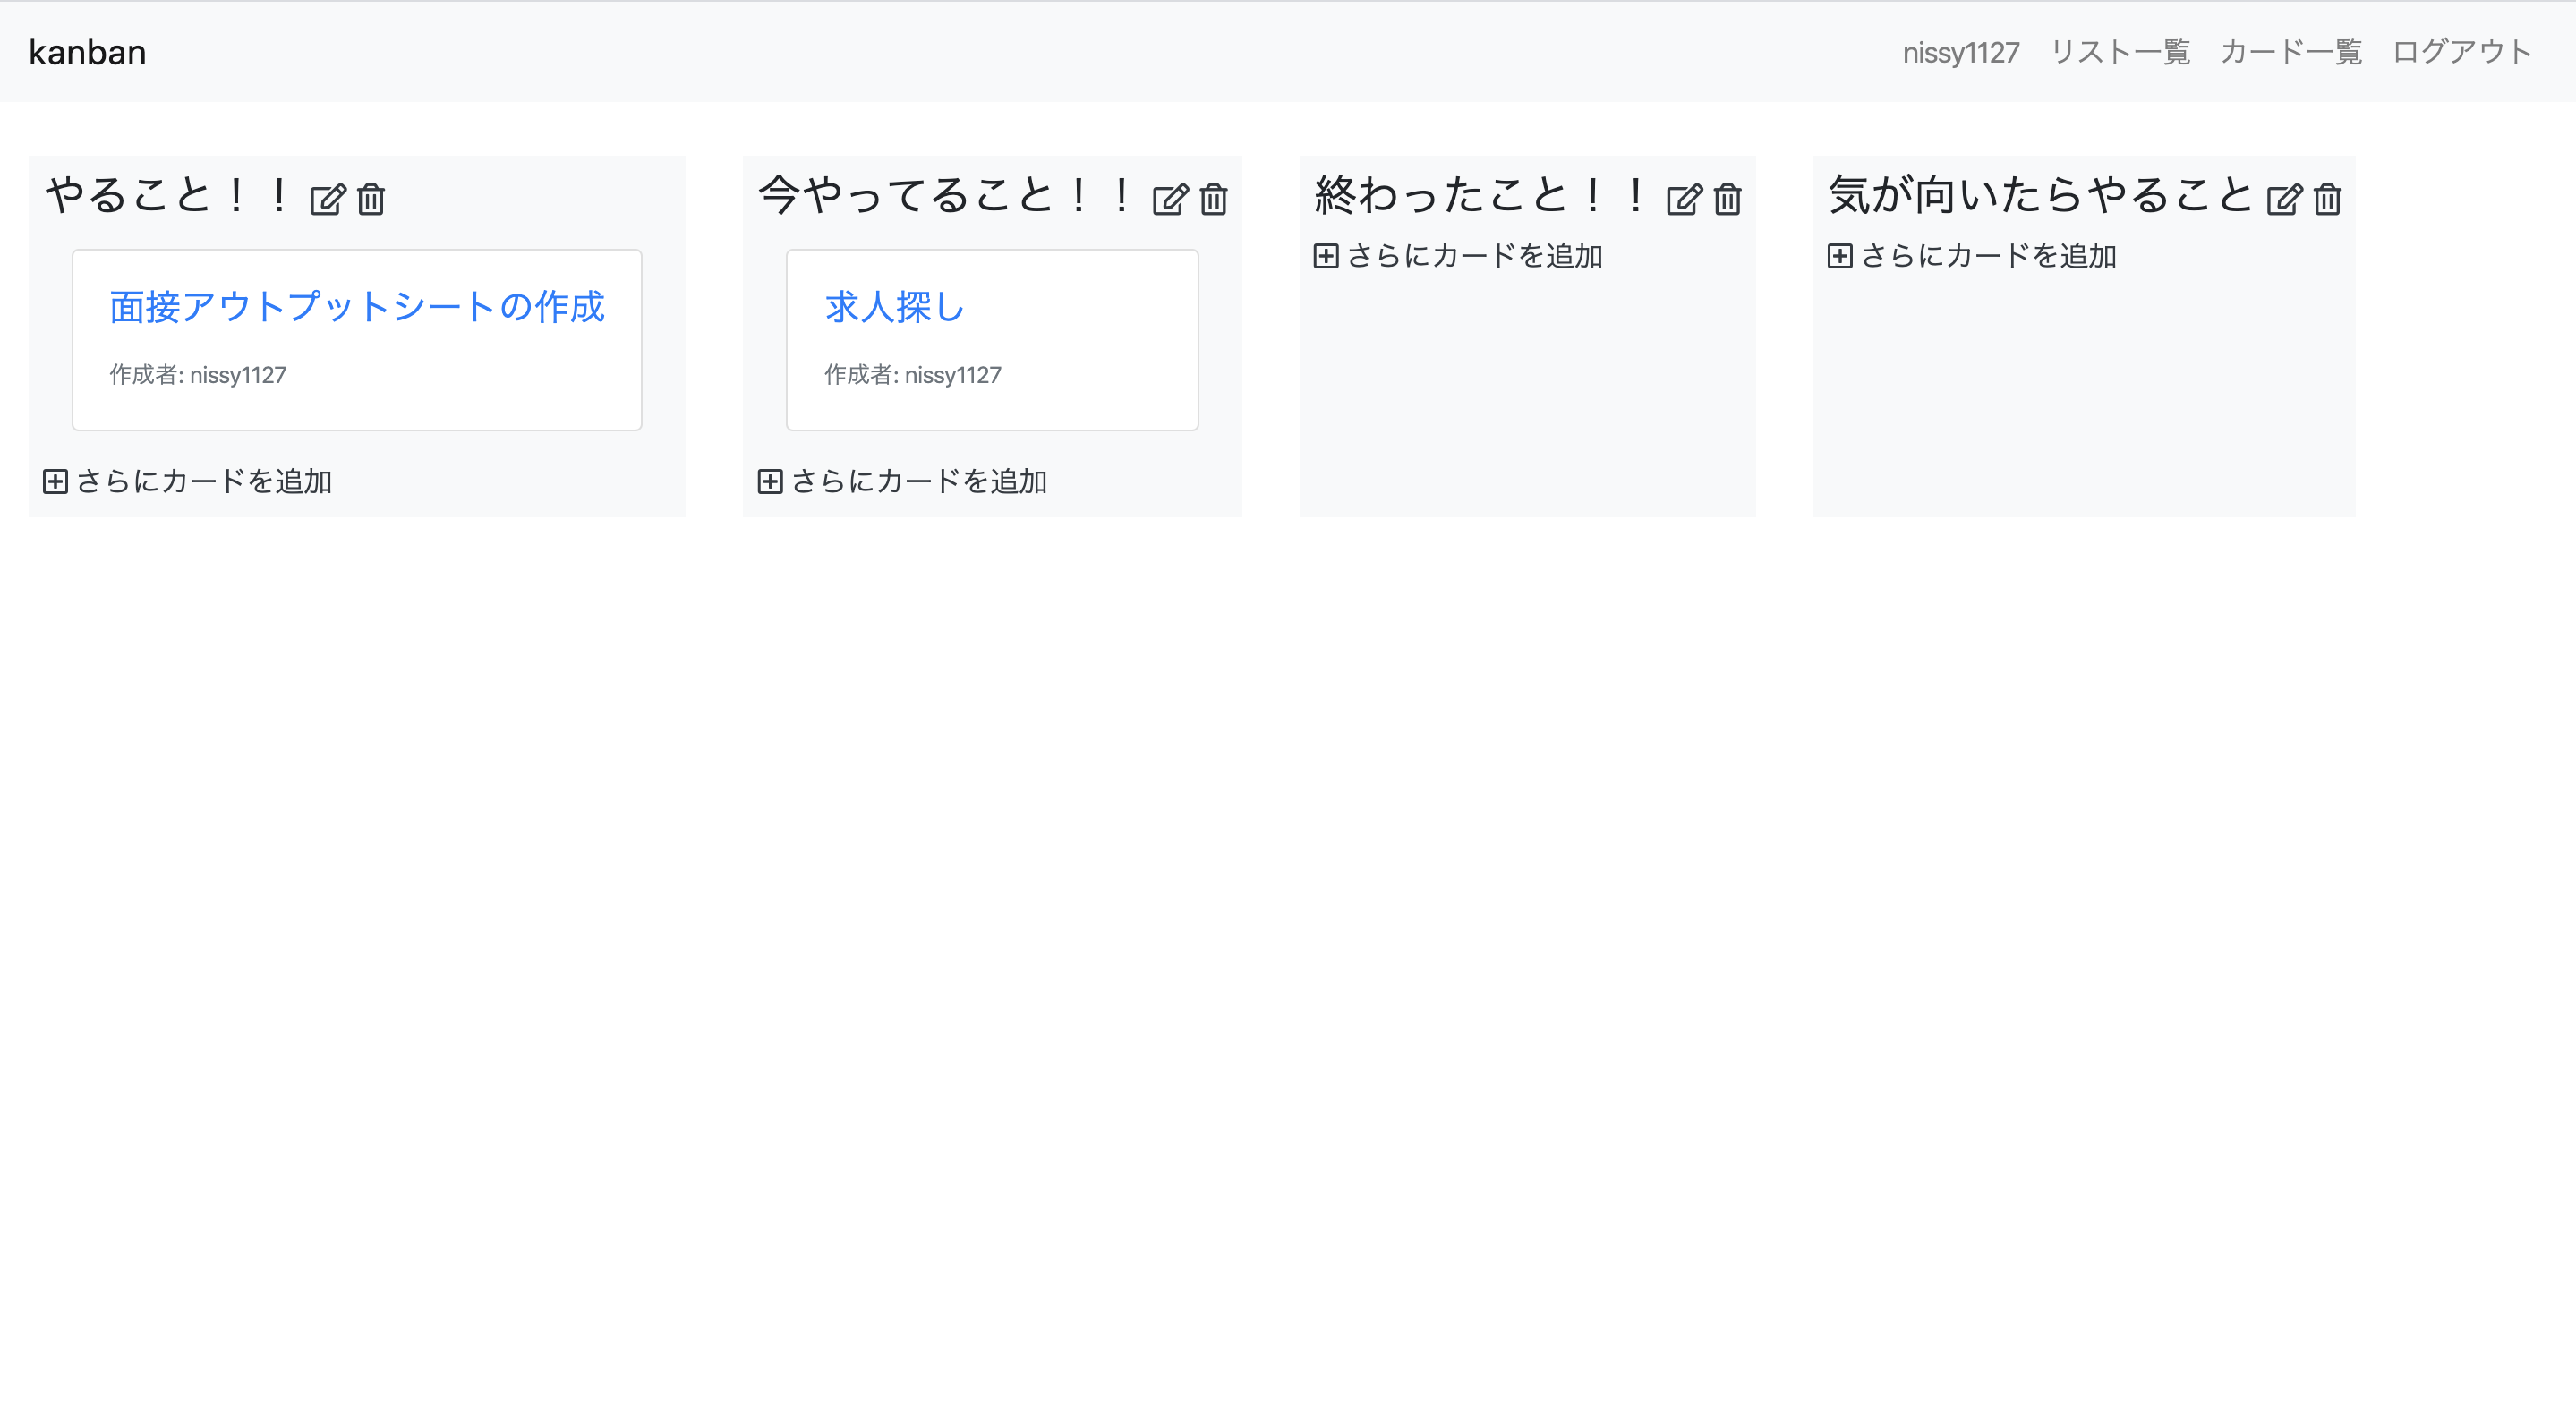 kanban
nissy1127 リスト一覧 カード一覧 ログアウト
やること！！
面接アウトプットシートの作成
作成者: nissy1127
さらにカードを追加
今やってること！！
求人探し
作成者: nissy1127
さらにカードを追加
終わったこと！！
さらにカードを追加
気が向いたらやること
さらにカードを追加